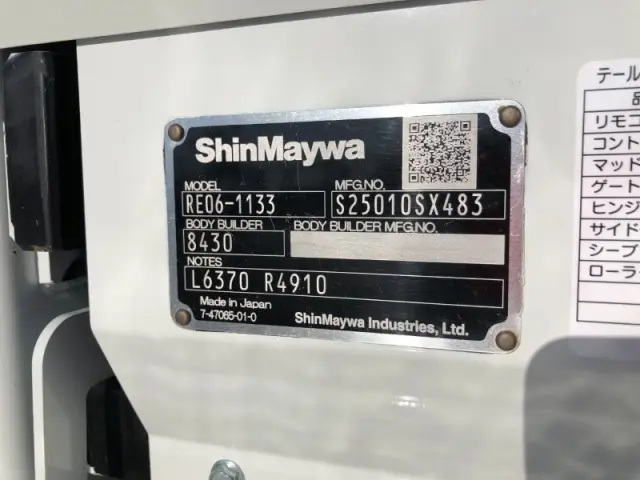 ShinMaywa
MODEL MFG.NO.
RE06-1133 S25010SX483
BODY BUILDER BODY BUILDER MFG.NO.
8430
NOTES
L6370 R4910
Made in Japan
7-47065-01-0 ShinMaywa Industries, Ltd.
テール
品
リモコ
コント
マッド
ゲート
ヒンジ
サイド
シープ
ローラ